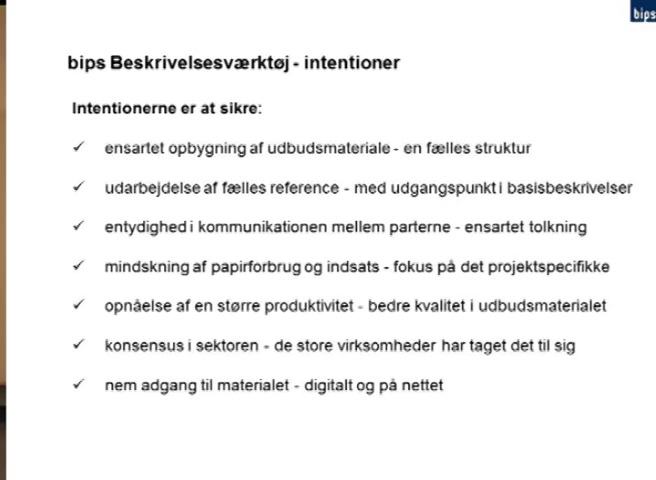 bips
bips Beskrivelsesværktøj - intentioner
Intentionerne er at sikre:
✓ ensartet opbygning af udbudsmateriale - en fælles struktur
✓ udarbejdelse af fælles reference - med udgangspunkt i basisbeskrivelser
✓ entydighed i kommunikationen mellem parterne - ensartet tolkning
✓ mindskning af papirforbrug og indsats - fokus på det projektspecifikke
✓ opnåelse af en større produktivitet - bedre kvalitet i udbudsmaterialet
✓ konsensus i sektoren - de store virksomheder har taget det til sig
✓ nem adgang til materialet - digitalt og på nettet